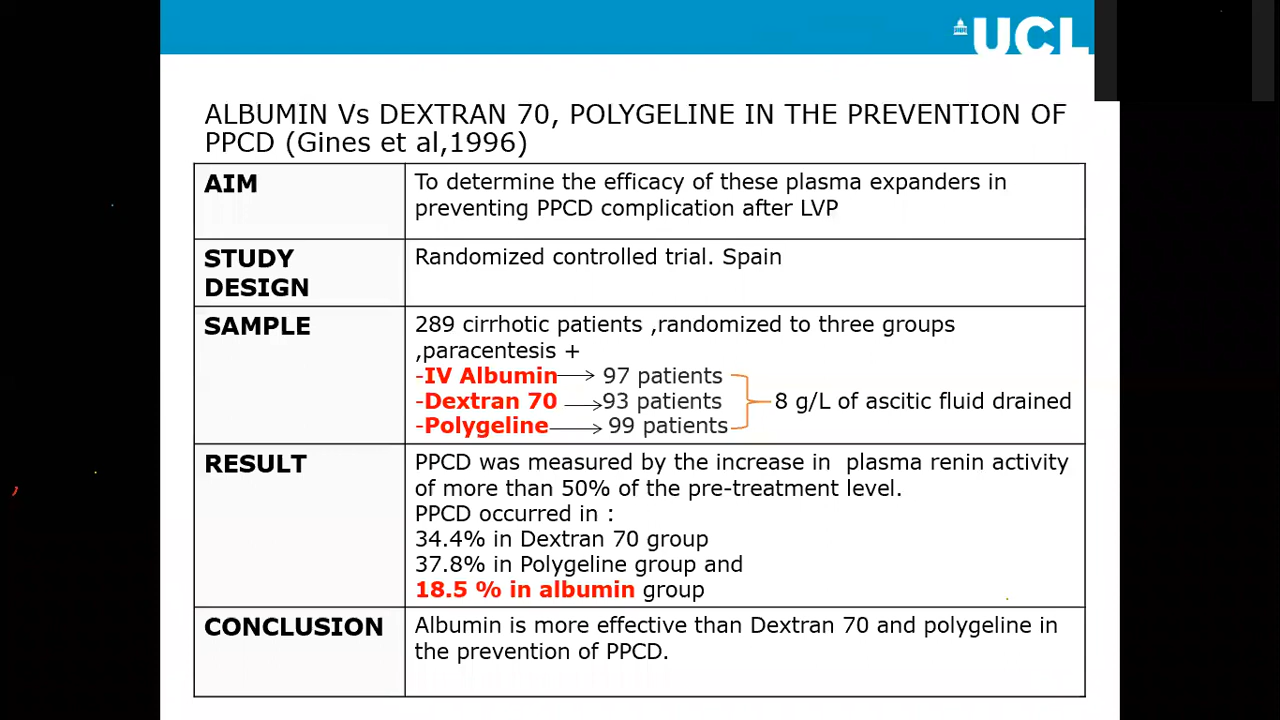 UCL
ALBUMIN Vs DEXTRAN 70, POLYGELINE IN THE PREVENTION OF
PPCD (Gines et al,1996)
AIM
To determine the efficacy of these plasma expanders in
preventing PPCD complication after LVP
STUDY
DESIGN
Randomized controlled trial. Spain
SAMPLE
289 cirrhotic patients ,randomized to three groups
,paracentesis +
-IV Albumin → 97 patients
-Dextran 70 → 93 patients
-Polygeline → 99 patients
8 g/L of ascitic fluid drained
RESULT
PPCD was measured by the increase in  plasma renin activity
of more than 50% of the pre-treatment level.
PPCD occurred in :
34.4% in Dextran 70 group
37.8% in Polygeline group and
18.5 % in albumin group
CONCLUSION
Albumin is more effective than Dextran 70 and polygeline in
the prevention of PPCD.